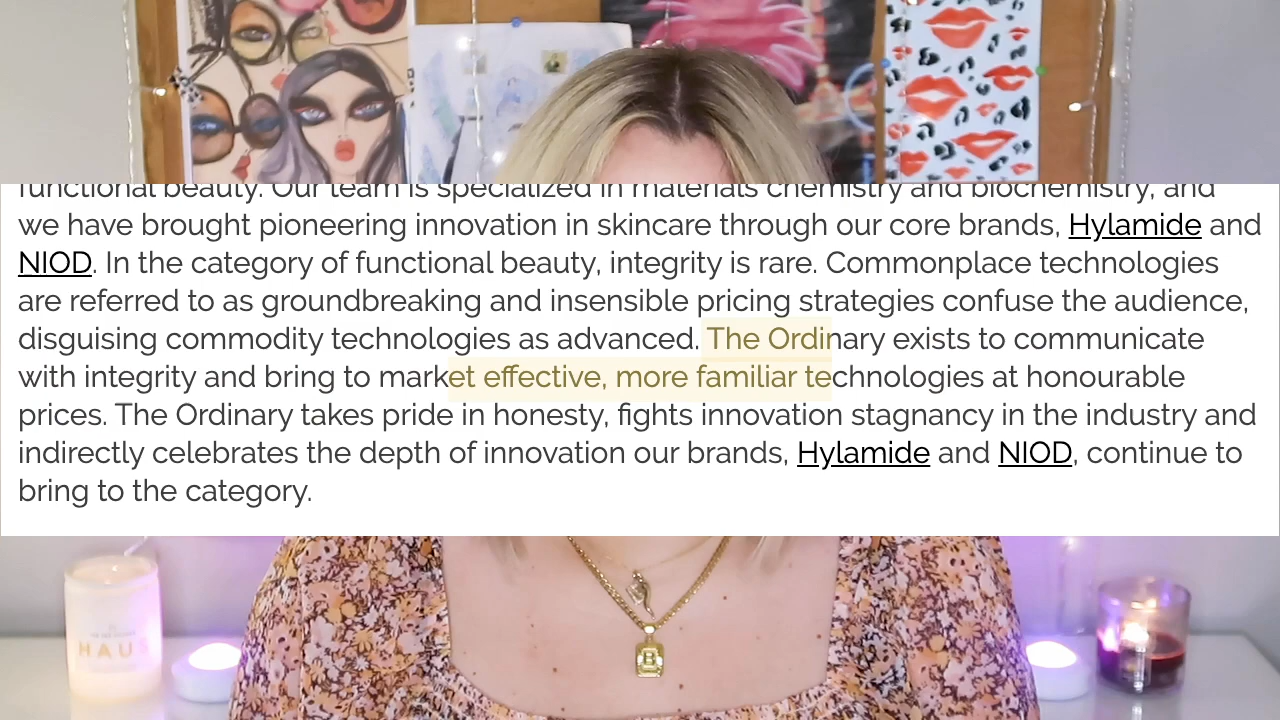 functional beauty. Our team is specialized in materials chemistry and biochemistry, and
we have brought pioneering innovation in skincare through our core brands, Hylamide and
NIOD. In the category of functional beauty, integrity is rare. Commonplace technologies
are referred to as groundbreaking and insensible pricing strategies confuse the audience,
disguising commodity technologies as advanced. The Ordinary exists to communicate
with integrity and bring to market effective, more familiar technologies at honourable
prices. The Ordinary takes pride in honesty, fights innovation stagnancy in the industry and
indirectly celebrates the depth of innovation our brands, Hylamide and NIOD, continue to
bring to the category.
B
HAUS